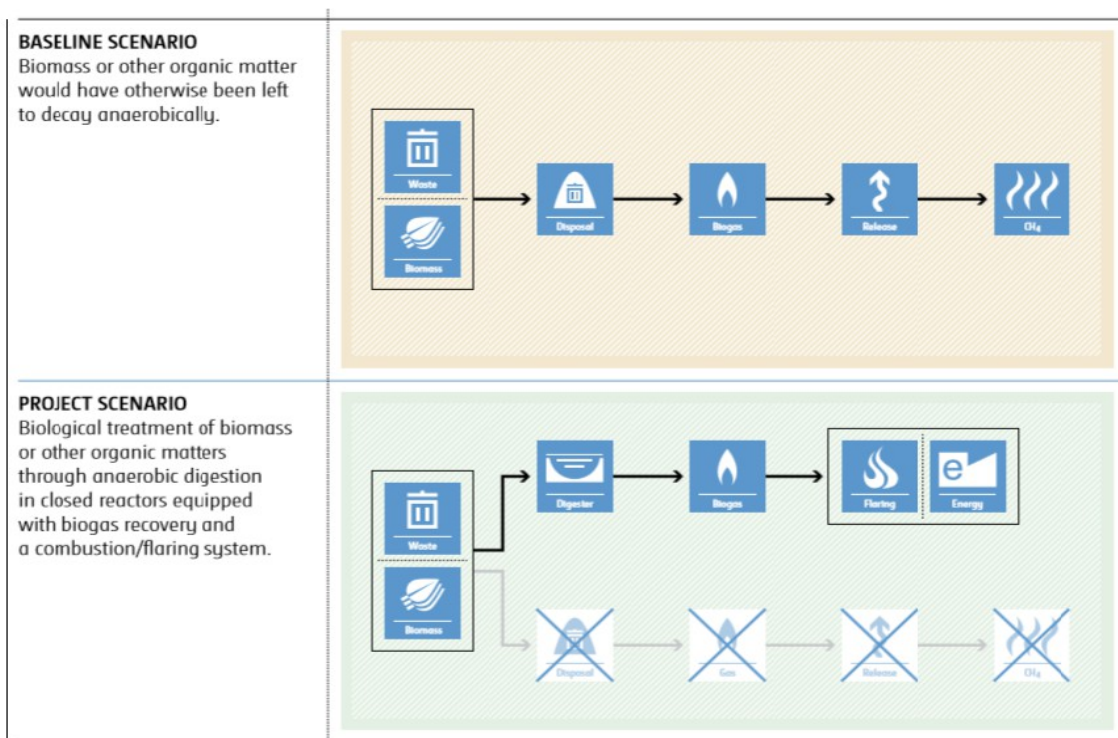 BASELINE SCENARIO
Biomass or other organic matter
would have otherwise been left
to decay anaerobically.
Waste
Biomass
Disposal
Biogas
Release
CH₄
PROJECT SCENARIO
Biological treatment of biomass
or other organic matters
through anaerobic digestion
in closed reactors equipped
with biogas recovery and
a combustion/flaring system.
Waste
Biomass
Digester
Biogas
Flaring
e
Energy
Disposal
Gas
Release
CH₄